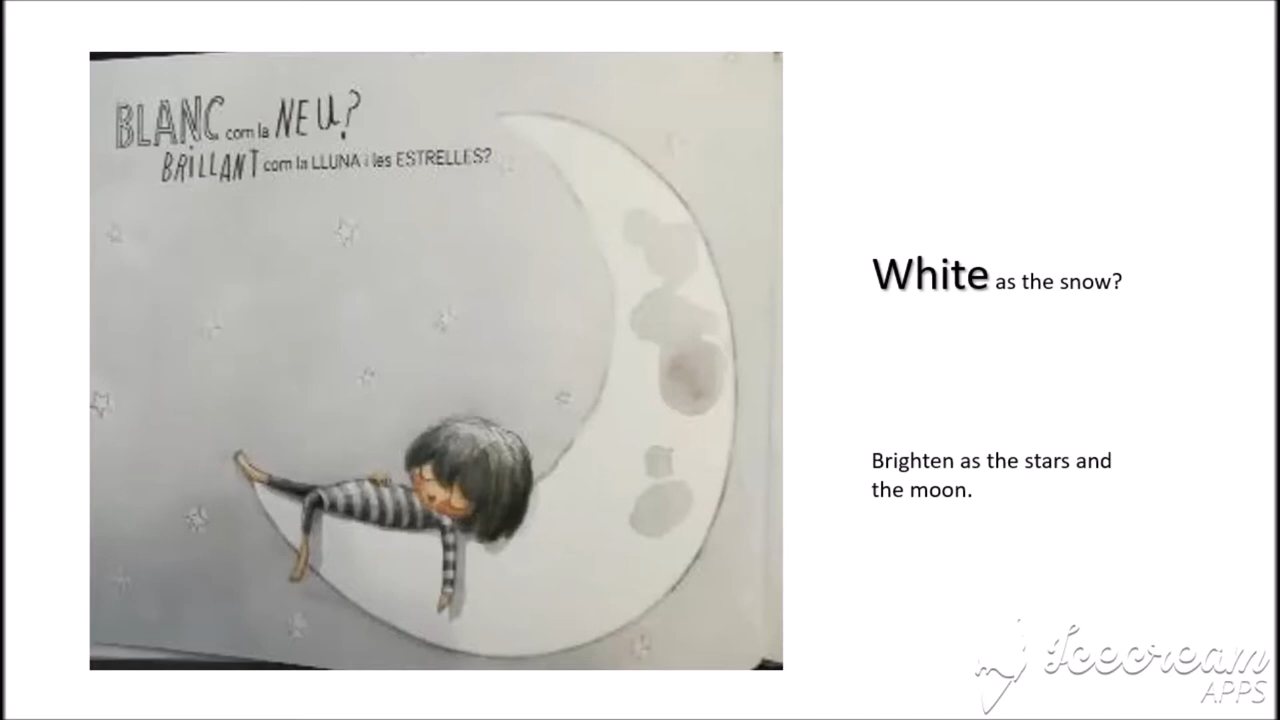 BLANC com la NEU?
BRILLANT com la LLUNA i les ESTRELLES?
White as the snow?
Brighten as the stars and
the moon.
Icecream
APPS